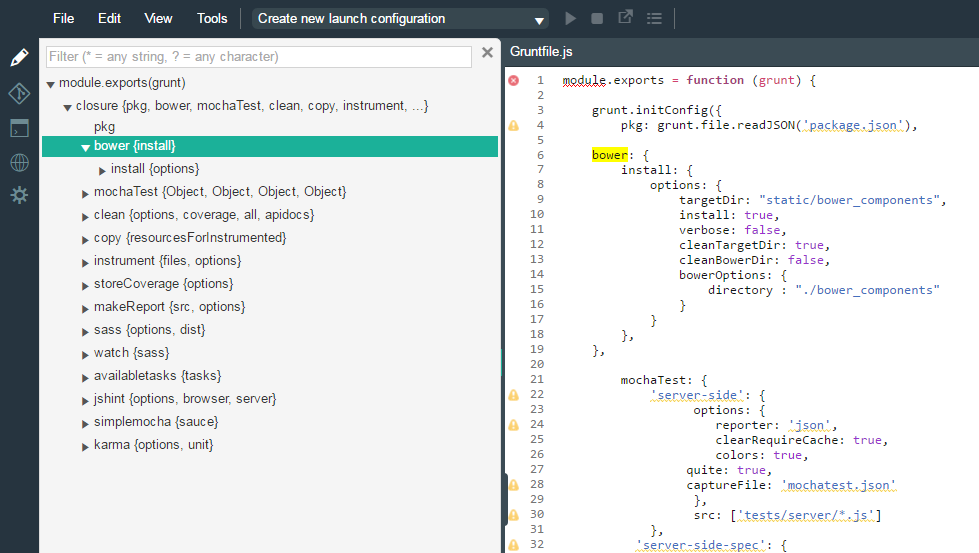 File Edit View Tools Create new launch configuration
Filter (* = any string, ? = any character)
module.exports(grunt)
closure {pkg, bower, mochaTest, clean, copy, instrument, ...}
pkg
bower {install}
install {options}
mochaTest {Object, Object, Object, Object}
clean {options, coverage, all, apidocs}
copy {resourcesForInstrumented}
instrument {files, options}
storeCoverage {options}
makeReport {src, options}
sass {options, dist}
watch {sass}
availabletasks {tasks}
jshint {options, browser, server}
simplemocha {sauce}
karma {options, unit}
Gruntfile.js
1 module.exports = function (grunt) {
2
3 grunt.initConfig({
4 pkg: grunt.file.readJSON('package.json'),
5
6 bower: {
7 install: {
8 options: {
9 targetDir: "static/bower_components",
10 install: true,
11 verbose: false,
12 cleanTargetDir: true,
13 cleanBowerDir: false,
14 bowerOptions: {
15 directory : "./bower_components"
16 }
17 }
18 },
19 },
20
21 mochaTest: {
22 'server-side': {
23 options: {
24 reporter: 'json',
25 clearRequireCache: true,
26 colors: true,
27 quite: true,
28 captureFile: 'mochatest.json'
29 },
30 src: ['tests/server/*.js']
31 },
32 'server-side-spec': {